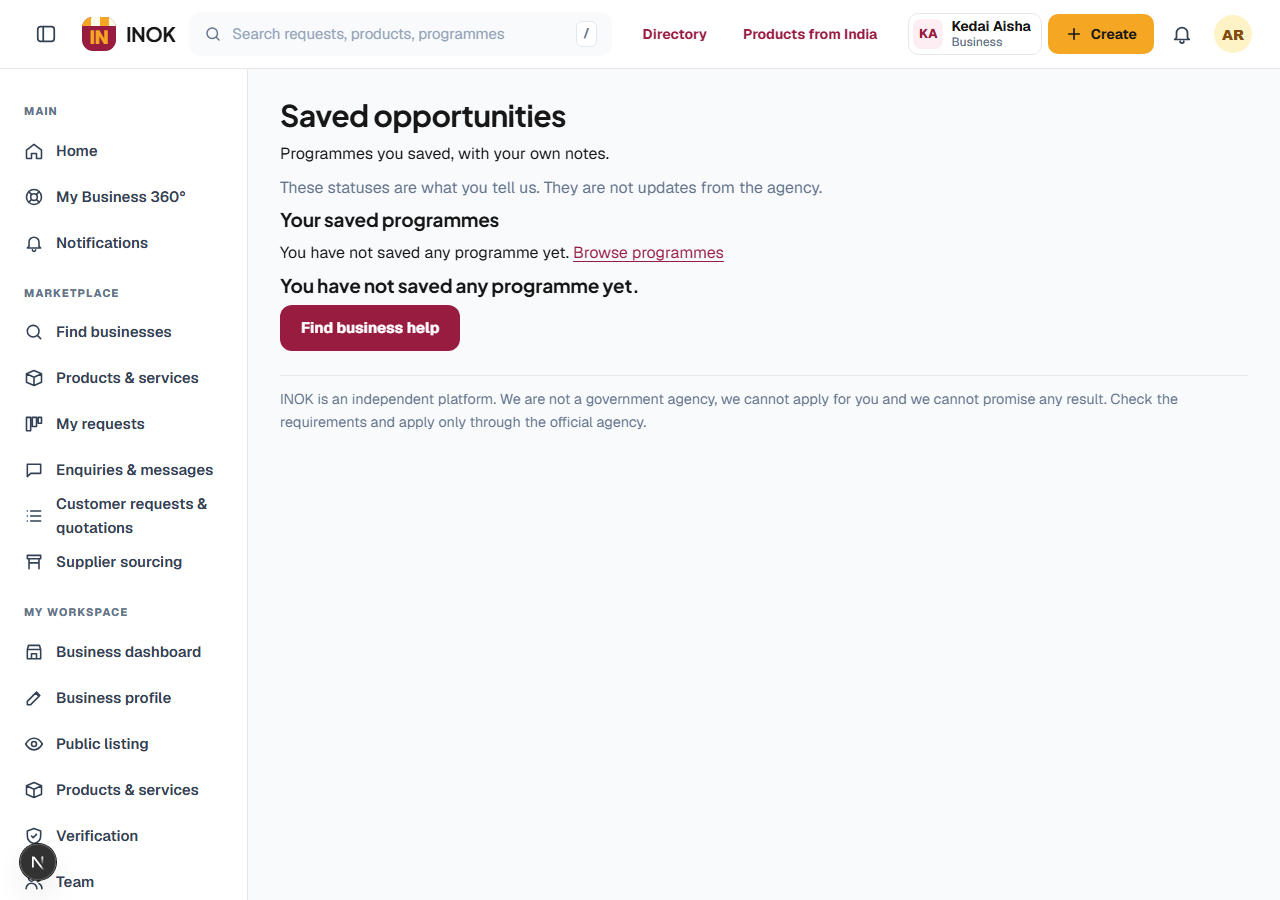 IN INOK
Search requests, products, programmes
/
Directory
Products from India
KA
Kedai Aisha
Business
Create
AR
MAIN
Home
My Business 360°
Notifications
MARKETPLACE
Find businesses
Products & services
My requests
Enquiries & messages
Customer requests &
quotations
Supplier sourcing
MY WORKSPACE
Business dashboard
Business profile
Public listing
Products & services
Verification
N
Team
Saved opportunities
Programmes you saved, with your own notes.
These statuses are what you tell us. They are not updates from the agency.
Your saved programmes
You have not saved any programme yet. Browse programmes
You have not saved any programme yet.
Find business help
INOK is an independent platform. We are not a government agency, we cannot apply for you and we cannot promise any result. Check the
requirements and apply only through the official agency.